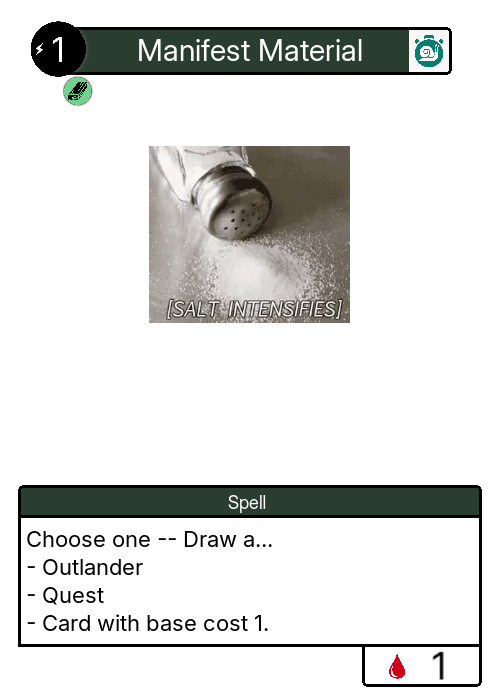 1
Manifest Material
[SALT INTENSIFIES]
Spell
Choose one -- Draw a...
- Outlander
- Quest
- Card with base cost 1.
1